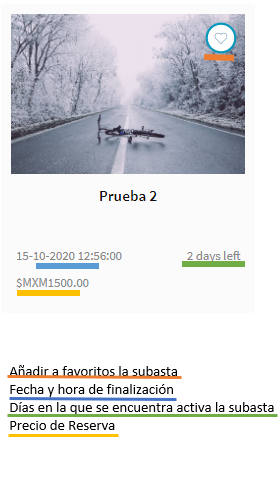 Prueba 2
15-10-2020 12:56:00
2 days left
$MXM1500.00
Añadir a favoritos la subasta
Fecha y hora de finalización
Días en la que se encuentra activa la subasta
Precio de Reserva